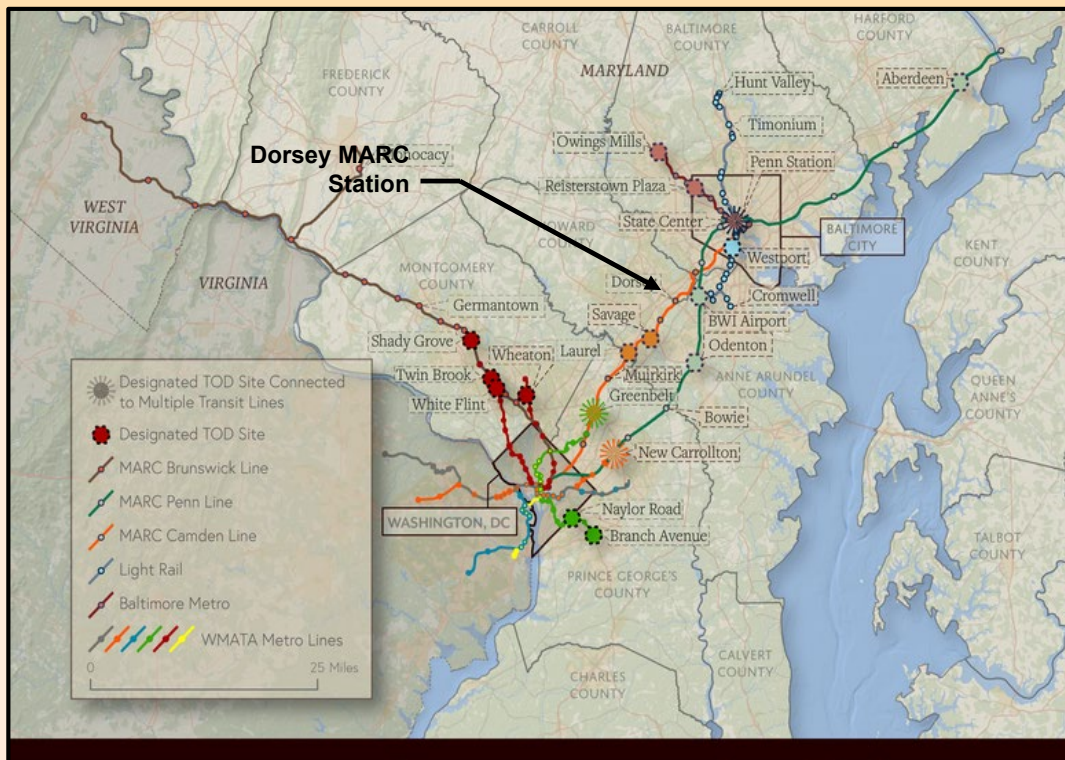 CARROLL
COUNTY
BALTIMORE
COUNTY
HARFORD
COUNTY
FREDERICK
COUNTY
MARYLAND
Hunt Valley
Aberdeen
Timonium
Owings Mills
Penn Station
Dorsey MARC
Station
Reisterstown Plaza
WEST
VIRGINIA
State Center
BALTIMORE
CITY
KENT
COUNTY
VIRGINIA
MONTGOMERY
COUNTY
COUNTY
Westport
Cromwell
Germantown
Savage
BWI Airport
Shady Grove
Wheaton
Laurel
Odenton
Twin Brook
Muirkirk
ANNE ARUNDEL
COUNTY
QUEEN
ANNE'S
COUNTY
White Flint
Greenbelt
Bowie
New Carrollton
WASHINGTON, DC
Naylor Road
Branch Avenue
TALBOT
COUNTY
PRINCE GEORGE'S
COUNTY
CALVERT
COUNTY
CHARLES
COUNTY
Designated TOD Site Connected
to Multiple Transit Lines
Designated TOD Site
MARC Brunswick Line
MARC Penn Line
MARC Camden Line
Light Rail
Baltimore Metro
WMATA Metro Lines
0 25 Miles